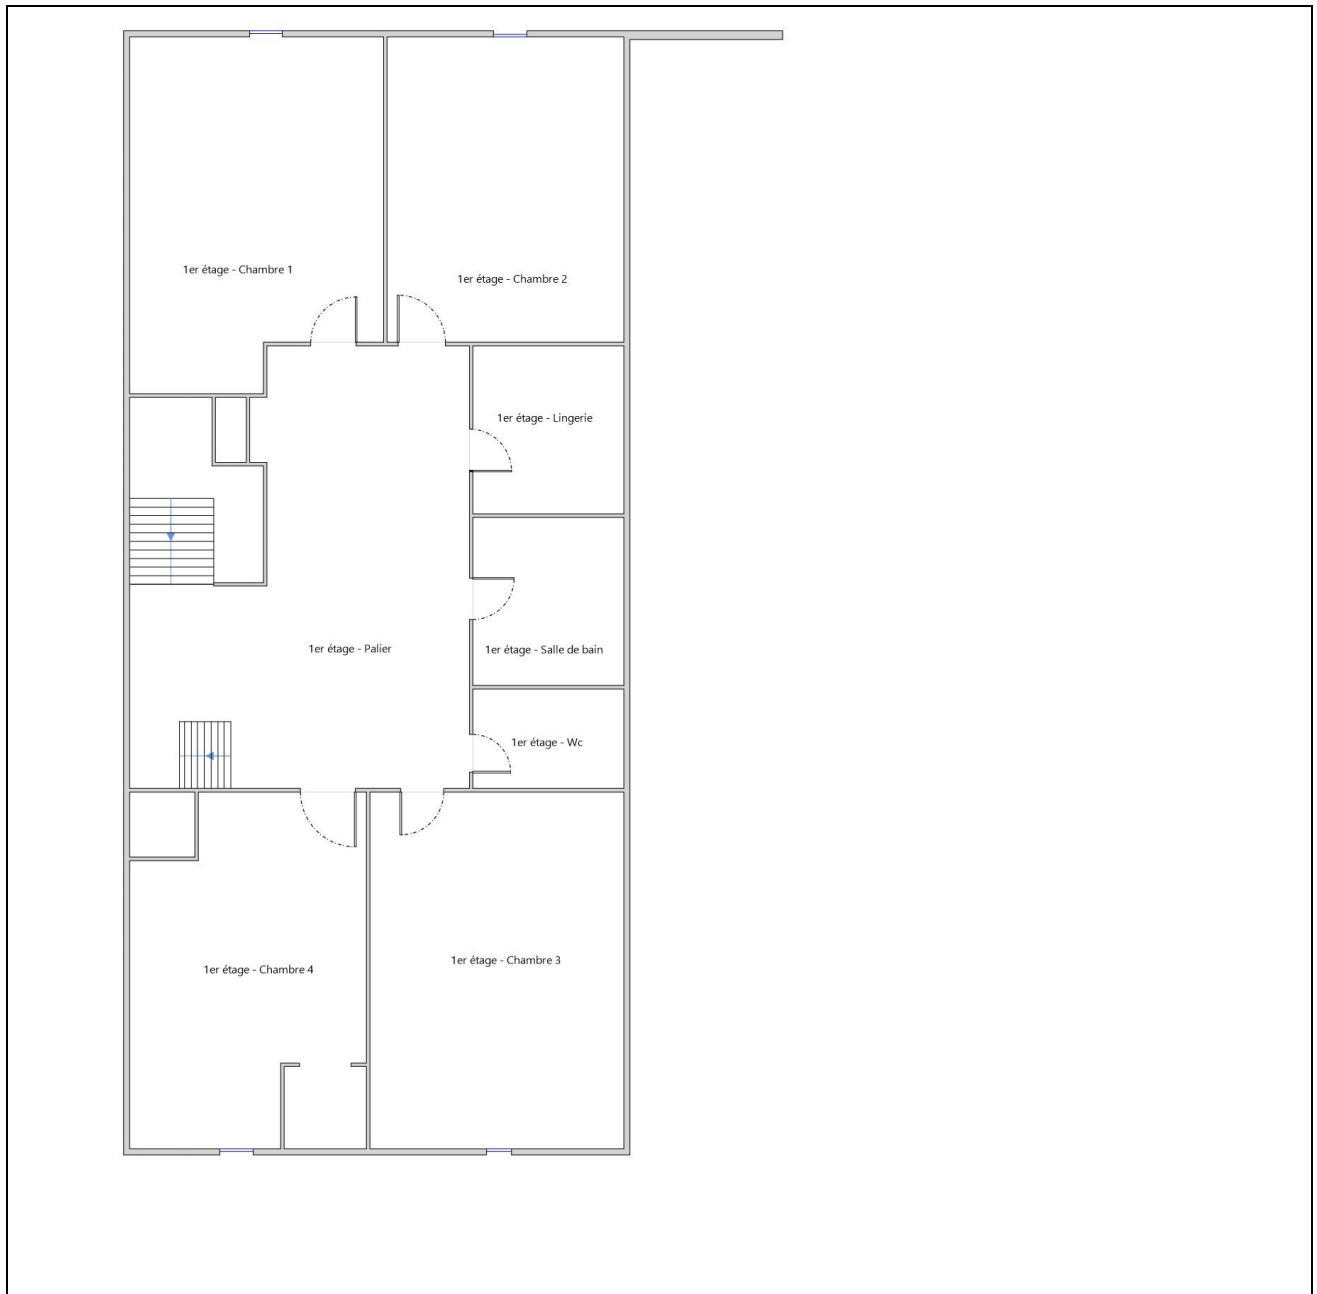 1er étage - Chambre 1
1er étage - Chambre 2
1er étage - Lingerie
1er étage - Palier
1er étage - Salle de bain
1er étage - Wc
1er étage - Chambre 4
1er étage - Chambre 3